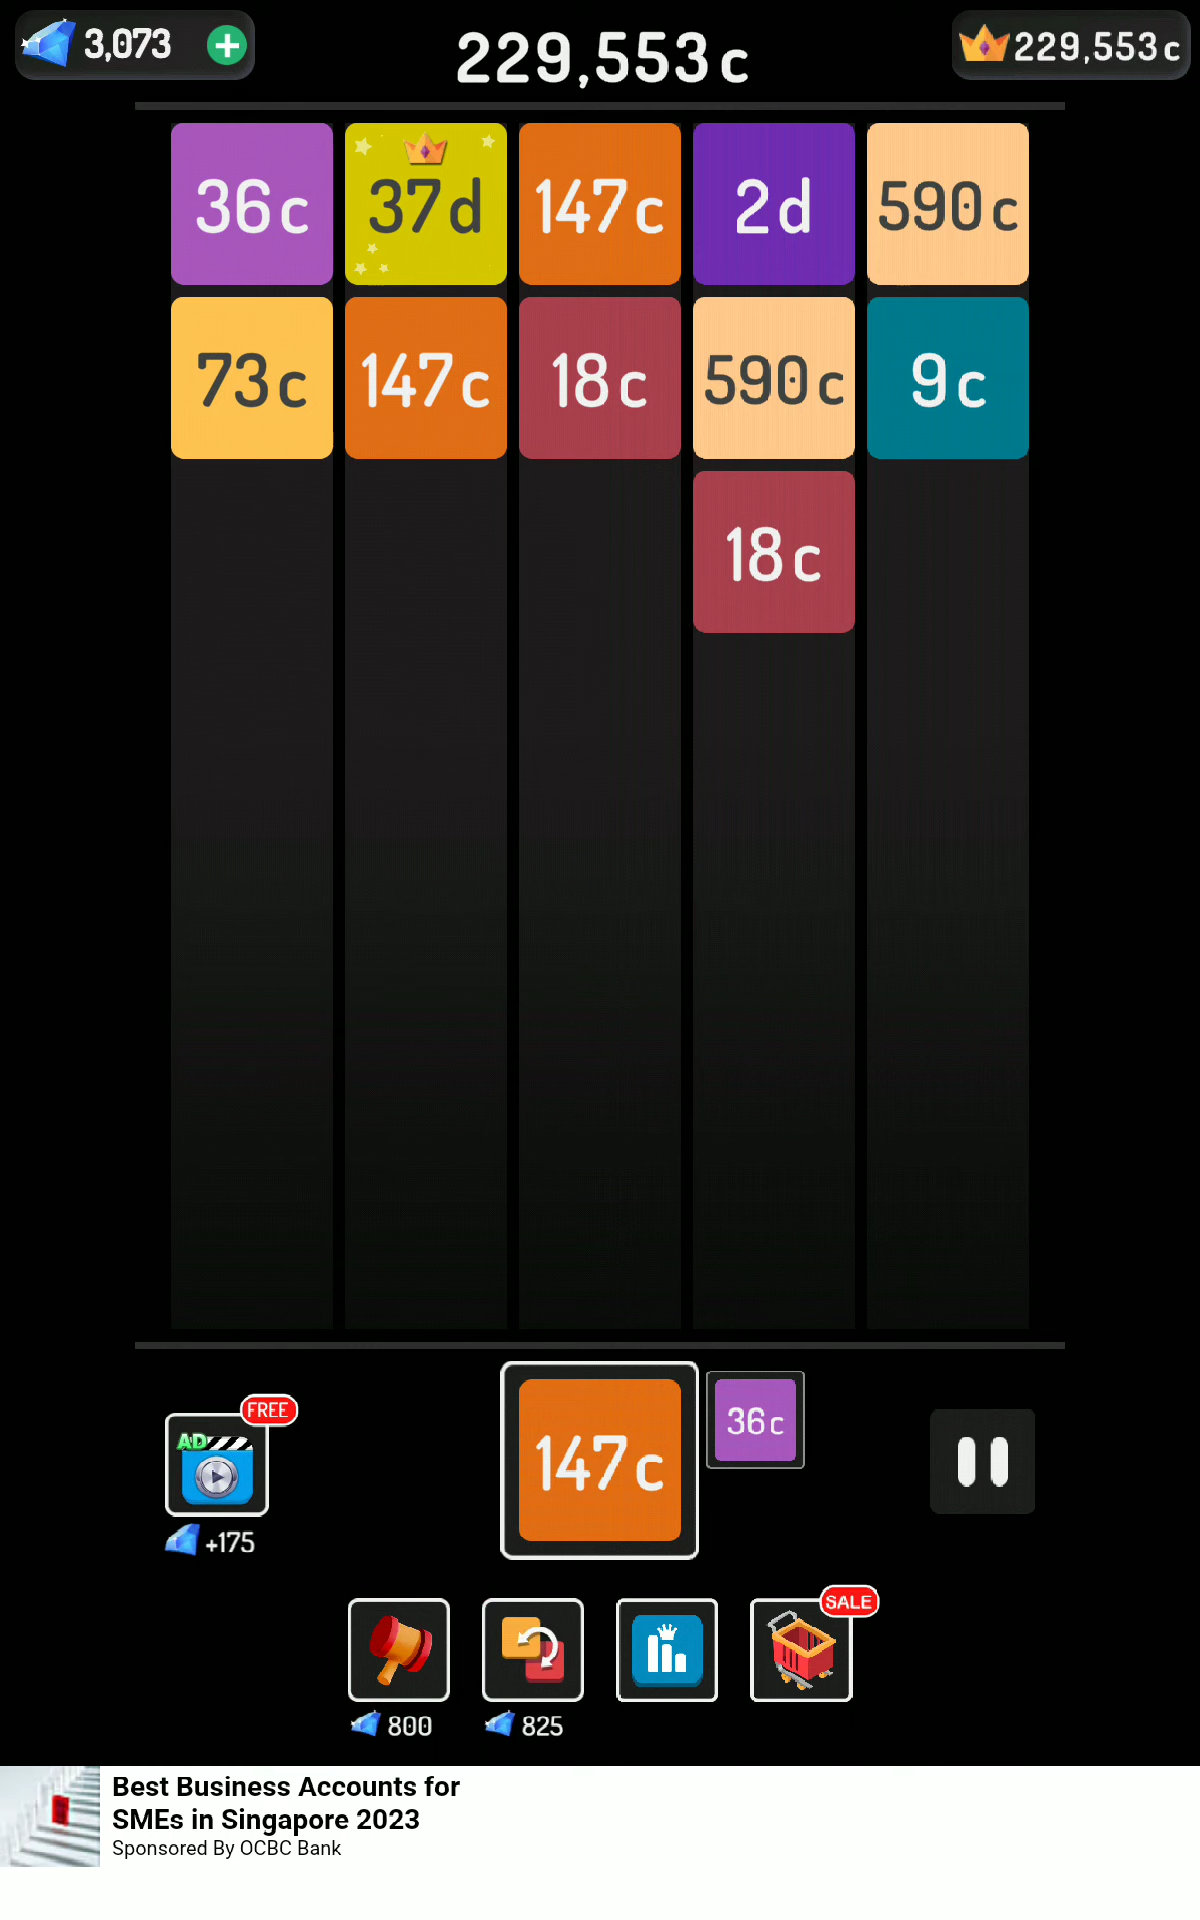 3,073
229,553c
229,553c
36c 37d 147c 2d 590c
73c 147c 18c 590c 9c
18c
FREE
AD
+175
147c
36c
SALE
800
825
Best Business Accounts for
SMEs in Singapore 2023
Sponsored By OCBC Bank